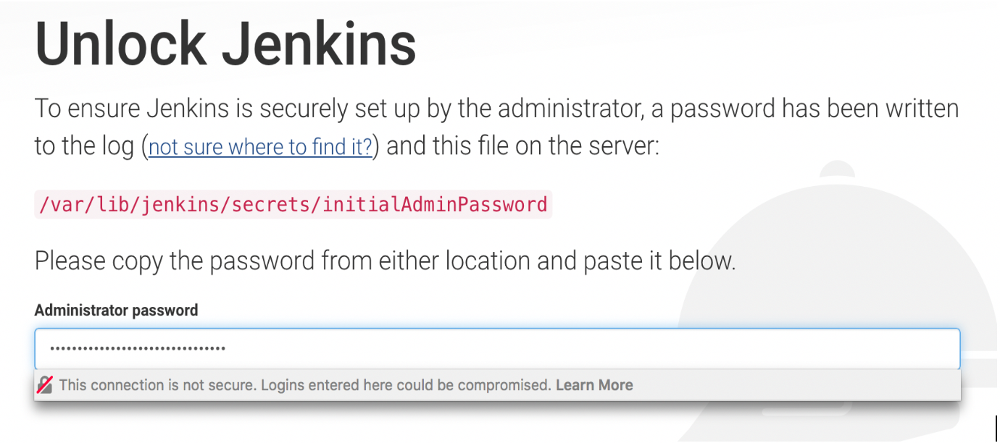 Unlock Jenkins
To ensure Jenkins is securely set up by the administrator, a password has been written
to the log (not sure where to find it?) and this file on the server:
/var/lib/jenkins/secrets/initialAdminPassword
Please copy the password from either location and paste it below.
Administrator password
••••••••••••••••••••••••••••••••
This connection is not secure. Logins entered here could be compromised. Learn More